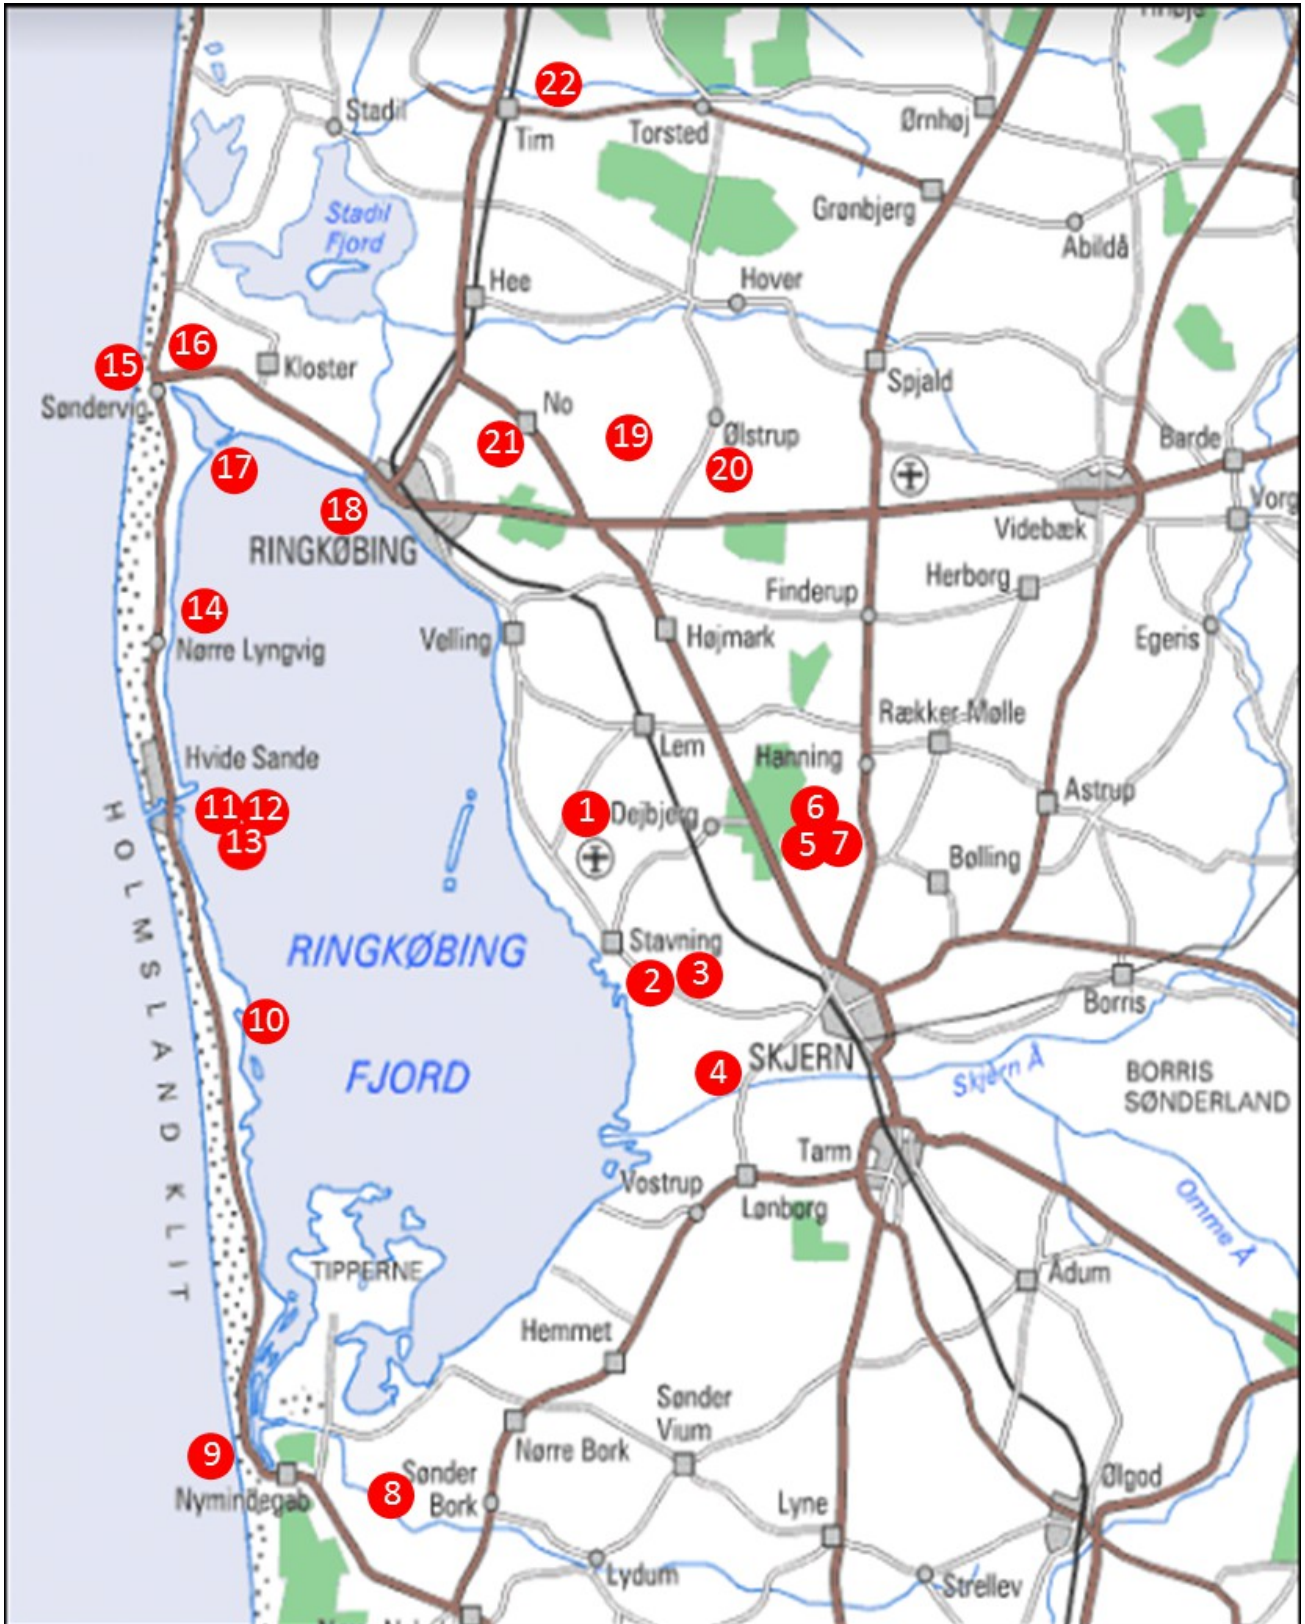 22
Stadil
Tim
Torsted
Ørnhøj
Grønbjerg
Abildå
Stadil
Fjord
Hee
Hover
15
16
Kloster
Søndervig
Spjald
No
21
19
Ølstrup
20
Barde
17
18
RINGKØBING
Videbæk
Vorg
Finderup
Herborg
14
Nørre Lyngvig
Velling
Højmark
Egeris
Rækker Mølle
Lem
Hanning
Hvide Sande
11
12
13
1
Dejbjerg
6
5
7
Astrup
Bølling
HOLMSLAND KLIT
RINGKØBING
FJORD
Stavning
2
3
Borris
10
4
SKJERN
Skjern Å
BORRIS
SØNDERLAND
Tarm
Vostrup
Lønborg
Omme Å
TIPPERNE
Ådum
Hemmet
Sønder
Vium
Nørre Bork
9
Nymindegab
8
Sønder
Bork
Lyne
Ølgod
Lydum
Strellev